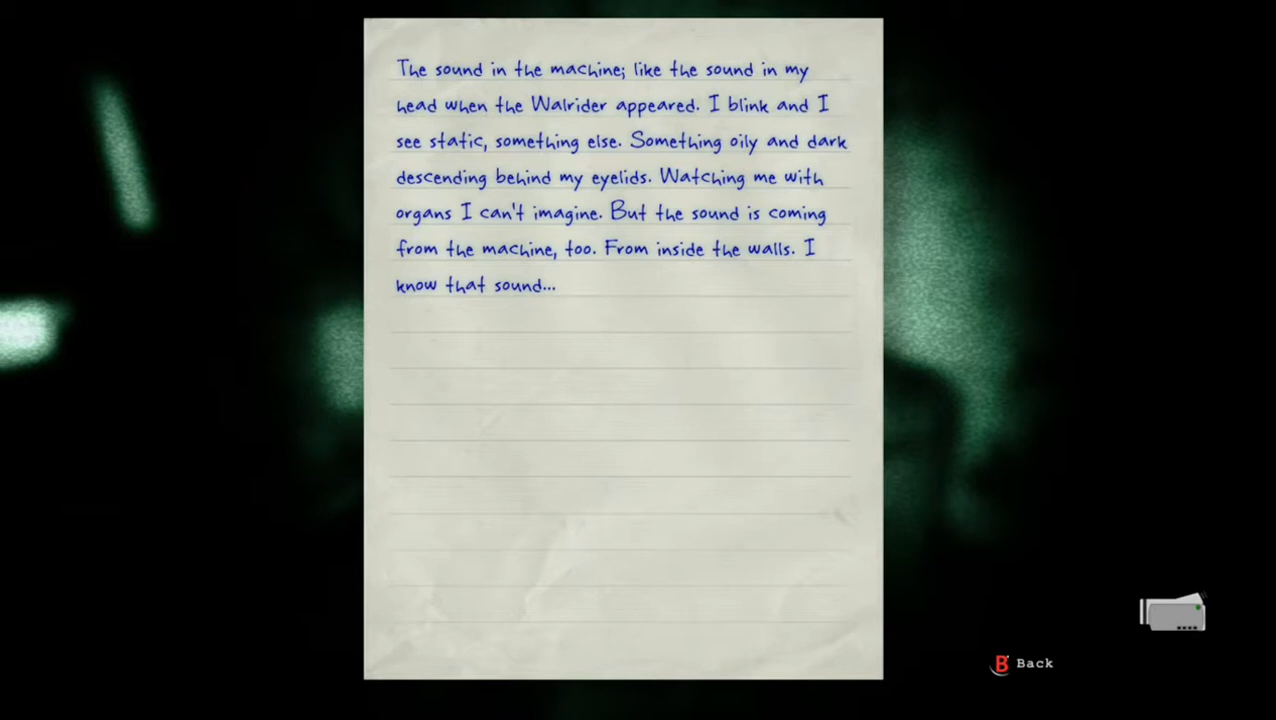 The sound in the machine; like the sound in my
head when the Walrider appeared. I blink and I
see static, something else. Something oily and dark
descending behind my eyelids. Watching me with
organs I can't imagine. But the sound is coming
from the machine, too. From inside the walls. I
know that sound...
B Back